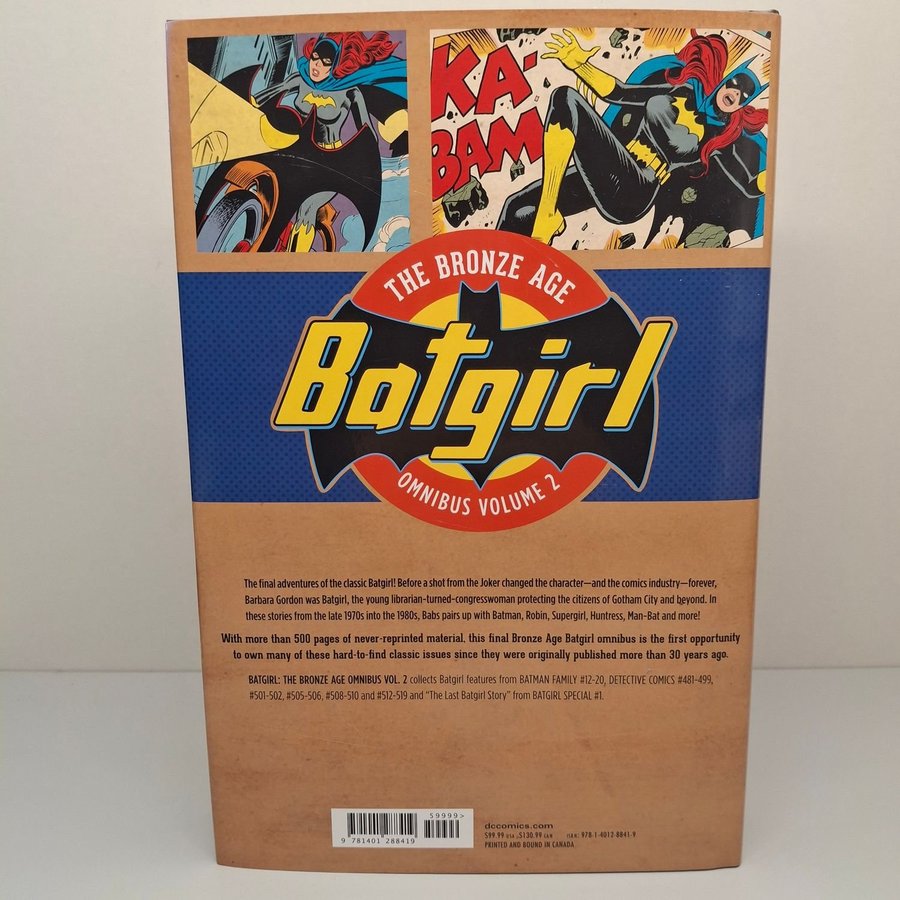 KA-
BAM
THE BRONZE AGE
Batgirl
OMNIBUS VOLUME 2
The final adventures of the classic Batgirl! Before a shot from the Joker changed the character—and the comics industry—forever,
Barbara Gordon was Batgirl, the young librarian-turned-congresswoman protecting the citizens of Gotham City and beyond. In
these stories from the late 1970s into the 1980s, Babs pairs up with Batman, Robin, Supergirl, Huntress, Man-Bat and more!
With more than 500 pages of never-reprinted material, this final Bronze Age Batgirl omnibus is the first opportunity
to own many of these hard-to-find classic issues since they were originally published more than 30 years ago.
BATGIRL: THE BRONZE AGE OMNIBUS VOL. 2 collects Batgirl features from BATMAN FAMILY #12-20, DETECTIVE COMICS #481-499,
#501-502, #505-506, #508-510 and #512-519 and “The Last Batgirl Story” from BATGIRL SPECIAL #1.
59999>
9 781401 288419
dccomics.com
$99.99 USA $130.99 CAN ISBN: 978-1-4012-8841-9
PRINTED AND BOUND IN CANADA